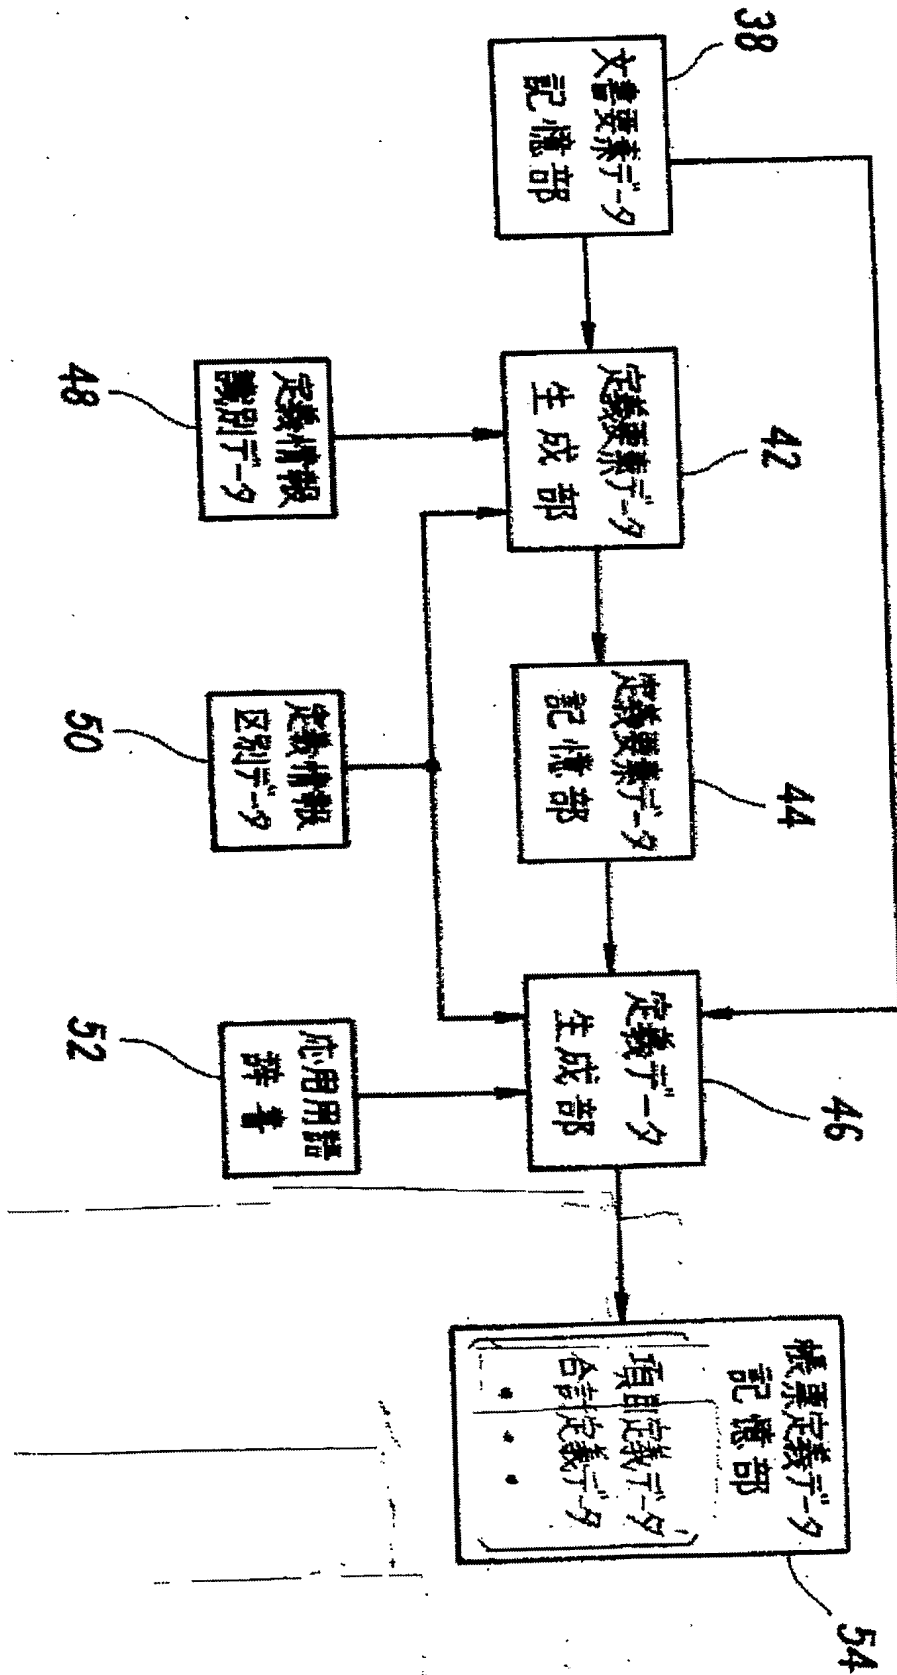 38
文書要素データ
記憶部
42
定義要素データ
生成部
44
定義要素データ
記憶部
46
定義データ
生成部
48
定義情報
識別データ
50
定義情報
区別データ
52
応用用語
辞書
54
帳票定義データ
記憶部
項目定義データ
合計定義データ
・・・